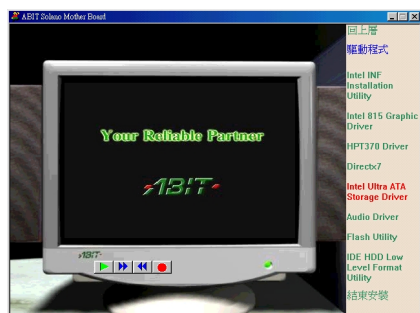 ABIT Solano Mother Board
回上層
驅動程式
Intel INF
Installation
Utility
Intel 815 Graphic
Driver
HPT370 Driver
Directx7
Intel Ultra ATA
Storage Driver
Audio Driver
Flash Utility
IDE HDD Low
Level Format
Utility
結束安裝
Your Reliable Partner
ABIT
ABIT